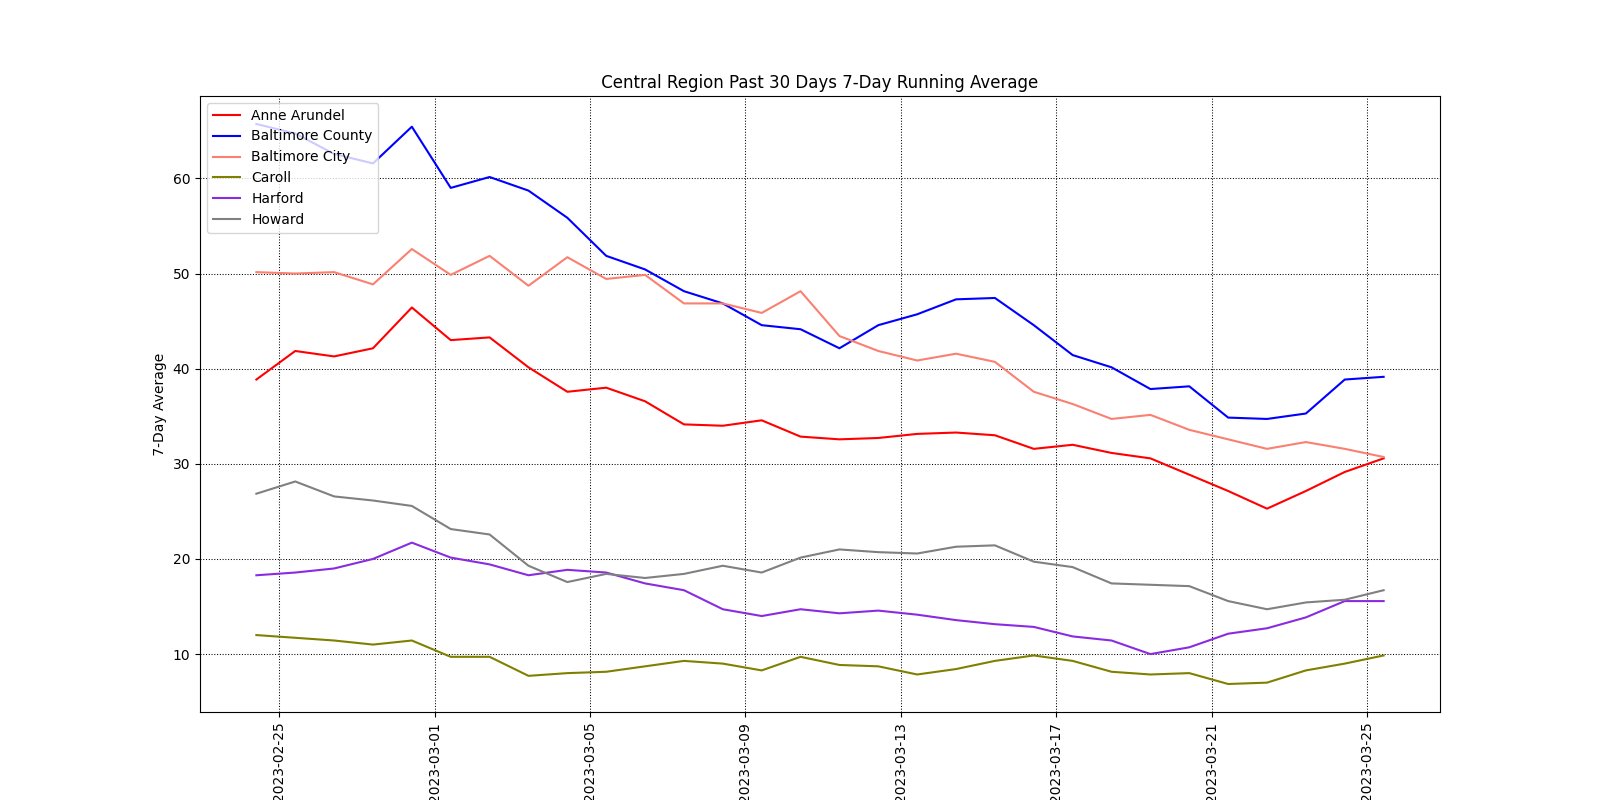 Central Region Past 30 Days 7-Day Running Average
Anne Arundel
Baltimore County
Baltimore City
Caroll
Harford
Howard
7-Day Average
60
50
40
30
20
10
2023-02-25
2023-03-01
2023-03-05
2023-03-09
2023-03-13
2023-03-17
2023-03-21
2023-03-25